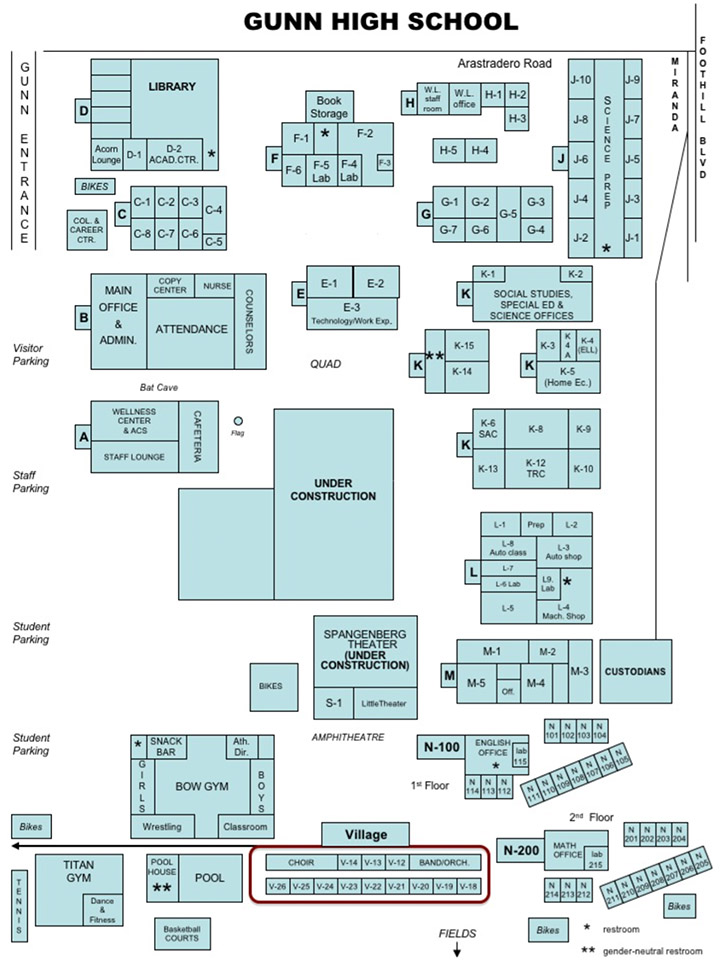 GUNN HIGH SCHOOL
GUNN ENTRANCE
Arastradero Road
MIRANDA
FOOTHILL BLVD
D
LIBRARY
Acorn Lounge
D-1
D-2 ACAD.CTR.
*
BIKES
COL. & CAREER CTR.
C
C-1
C-2
C-3
C-4
C-8
C-7
C-6
C-5
Book Storage
F
F-1
*
F-2
F-6
F-5 Lab
F-4 Lab
F-3
H
W.L. staff room
W.L. office
H-1
H-2
H-3
H-5
H-4
G
G-1
G-2
G-3
G-5
G-7
G-6
G-4
J
J-10
J-9
J-8
J-7
J-6
J-5
J-4
J-3
J-2
J-1
SCIENCE PREP
*
B
MAIN OFFICE & ADMIN.
COPY CENTER
NURSE
ATTENDANCE
COUNSELORS
E
E-1
E-2
E-3
Technology/Work Exp.
QUAD
K
K-1
K-2
SOCIAL STUDIES, SPECIAL ED & SCIENCE OFFICES
K
**
K-15
K-14
K
K-3
K 4 A
K-4 (ELL)
K-5 (Home Ec.)
Visitor Parking
Bat Cave
A
WELLNESS CENTER & ACS
STAFF LOUNGE
CAFETERIA
Flag
UNDER CONSTRUCTION
K
K-6 SAC
K-8
K-9
K-13
K-12 TRC
K-10
Staff Parking
L
L-1
Prep
L-2
L-8 Auto class
L-3 Auto shop
L-7
L-6 Lab
L9. Lab
*
L-5
L-4 Mach. Shop
Student Parking
SPANGENBERG THEATER (UNDER CONSTRUCTION)
S-1
LittleTheater
BIKES
AMPHITHEATRE
M
M-1
M-2
M-3
M-5
Off.
M-4
CUSTODIANS
Student Parking
*
SNACK BAR
Ath. Dir.
GIRLS
BOW GYM
BOYS
Wrestling
Classroom
N-100
ENGLISH OFFICE
*
lab 115
1st Floor
N 114
N 113
N 112
N 101
N 102
N 103
N 104
N 111
N 110
N 109
N 108
N 107
N 106
N 105
2nd Floor
N-200
MATH OFFICE
lab 215
N 214
N 213
N 212
N 201
N 202
N 203
N 204
N 211
N 210
N 209
N 208
N 207
N 206
N 205
Bikes
Village
CHOIR
V-14
V-13
V-12
BAND/ORCH.
V-26
V-25
V-24
V-23
V-22
V-21
V-20
V-19
V-18
TENNIS
TITAN GYM
Dance & Fitness
POOL HOUSE
**
POOL
Basketball COURTS
FIELDS
Bikes
Bikes
* restroom
** gender-neutral restroom